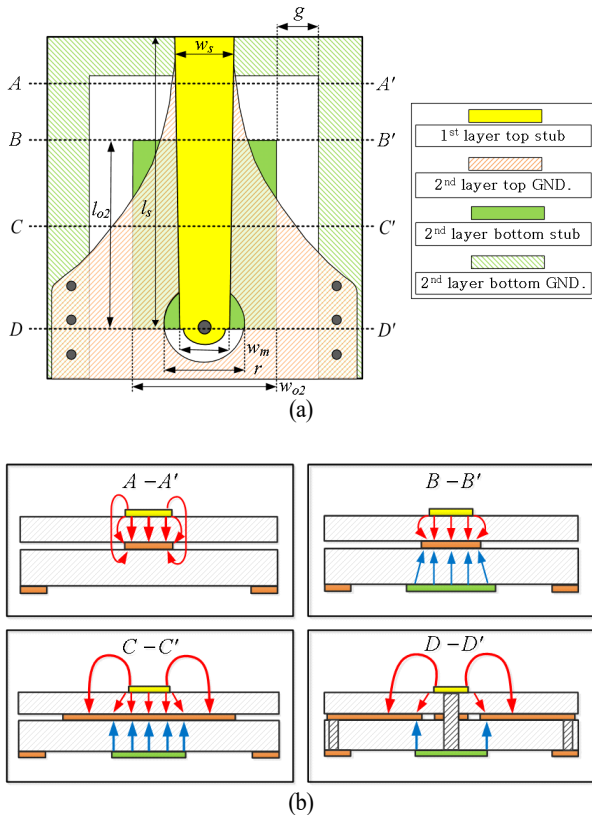 g
w_s
A A′
B B′
l_o2
l_s
C C′
D D′
w_m
r
w_o2
(a)
1st layer top stub
2nd layer top GND.
2nd layer bottom stub
2nd layer bottom GND.
A – A′
B – B′
C – C′
D – D′
(b)